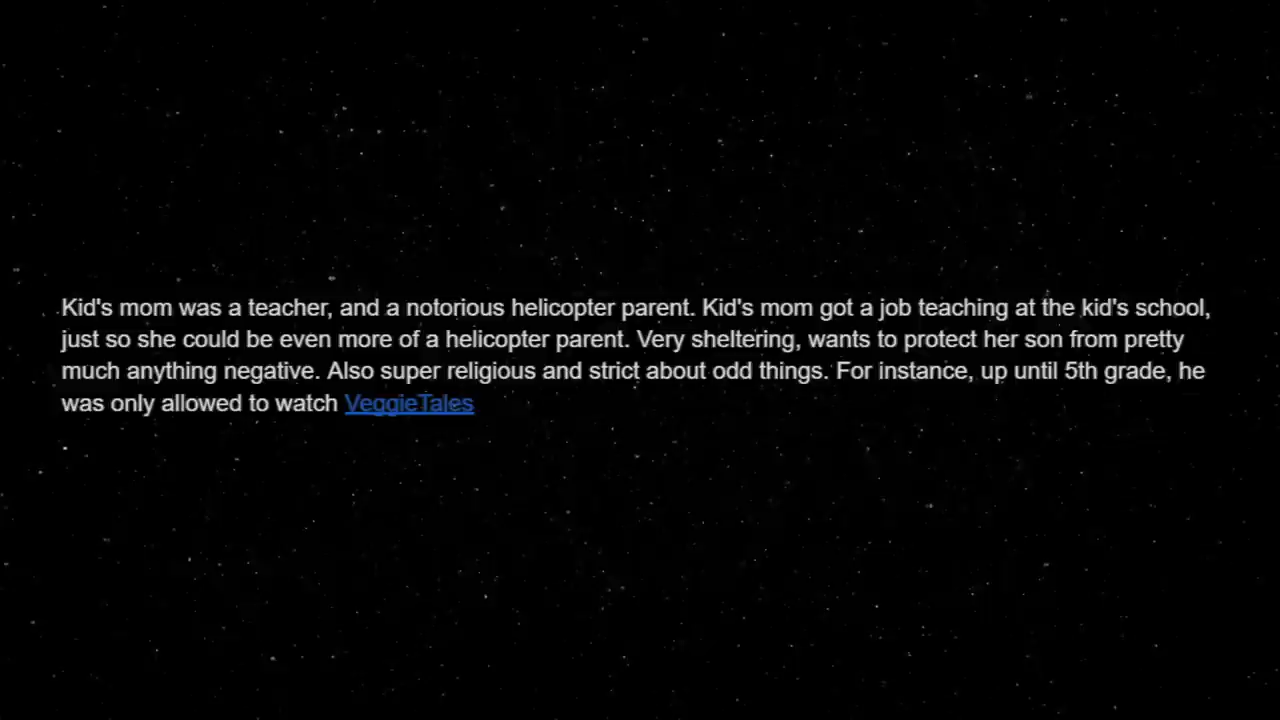 Kid's mom was a teacher, and a notorious helicopter parent. Kid's mom got a job teaching at the kid's school,
just so she could be even more of a helicopter parent. Very sheltering, wants to protect her son from pretty
much anything negative. Also super religious and strict about odd things. For instance, up until 5th grade, he
was only allowed to watch VeggieTales